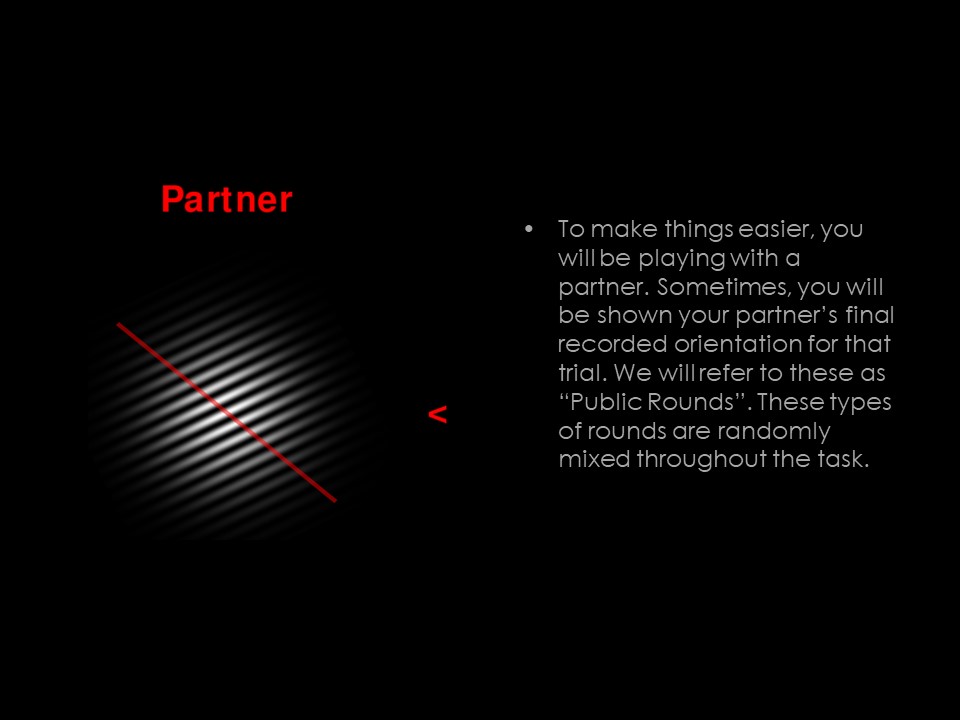 Partner
<
• To make things easier, you
will be playing with a
partner. Sometimes, you will
be shown your partner’s final
recorded orientation for that
trial. We will refer to these as
“Public Rounds”. These types
of rounds are randomly
mixed throughout the task.